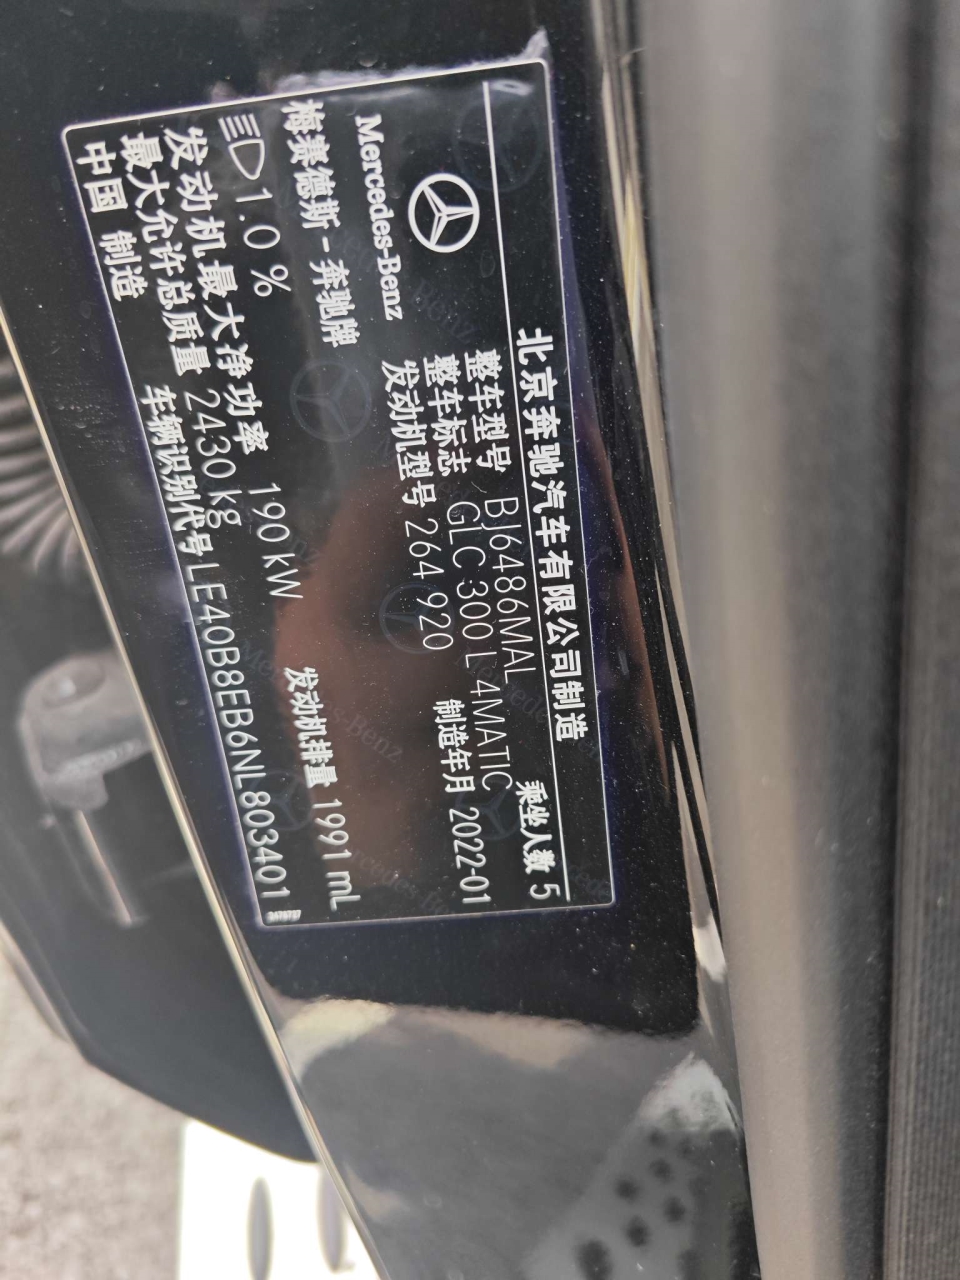 北京奔驰汽车有限公司制造
整车型号 BJ6486MAL 乘坐人数 5
整车标志 GLC 300 L 4MATIC
发动机型号 264 920 制造年月 2022-01
Mercedes-Benz
梅赛德斯-奔驰牌
1.0 %
发动机最大净功率 190 kW 发动机排量 1991 mL
最大允许总质量 2430 kg
中国 制造 车辆识别代号 LE40B8EB6NL803401